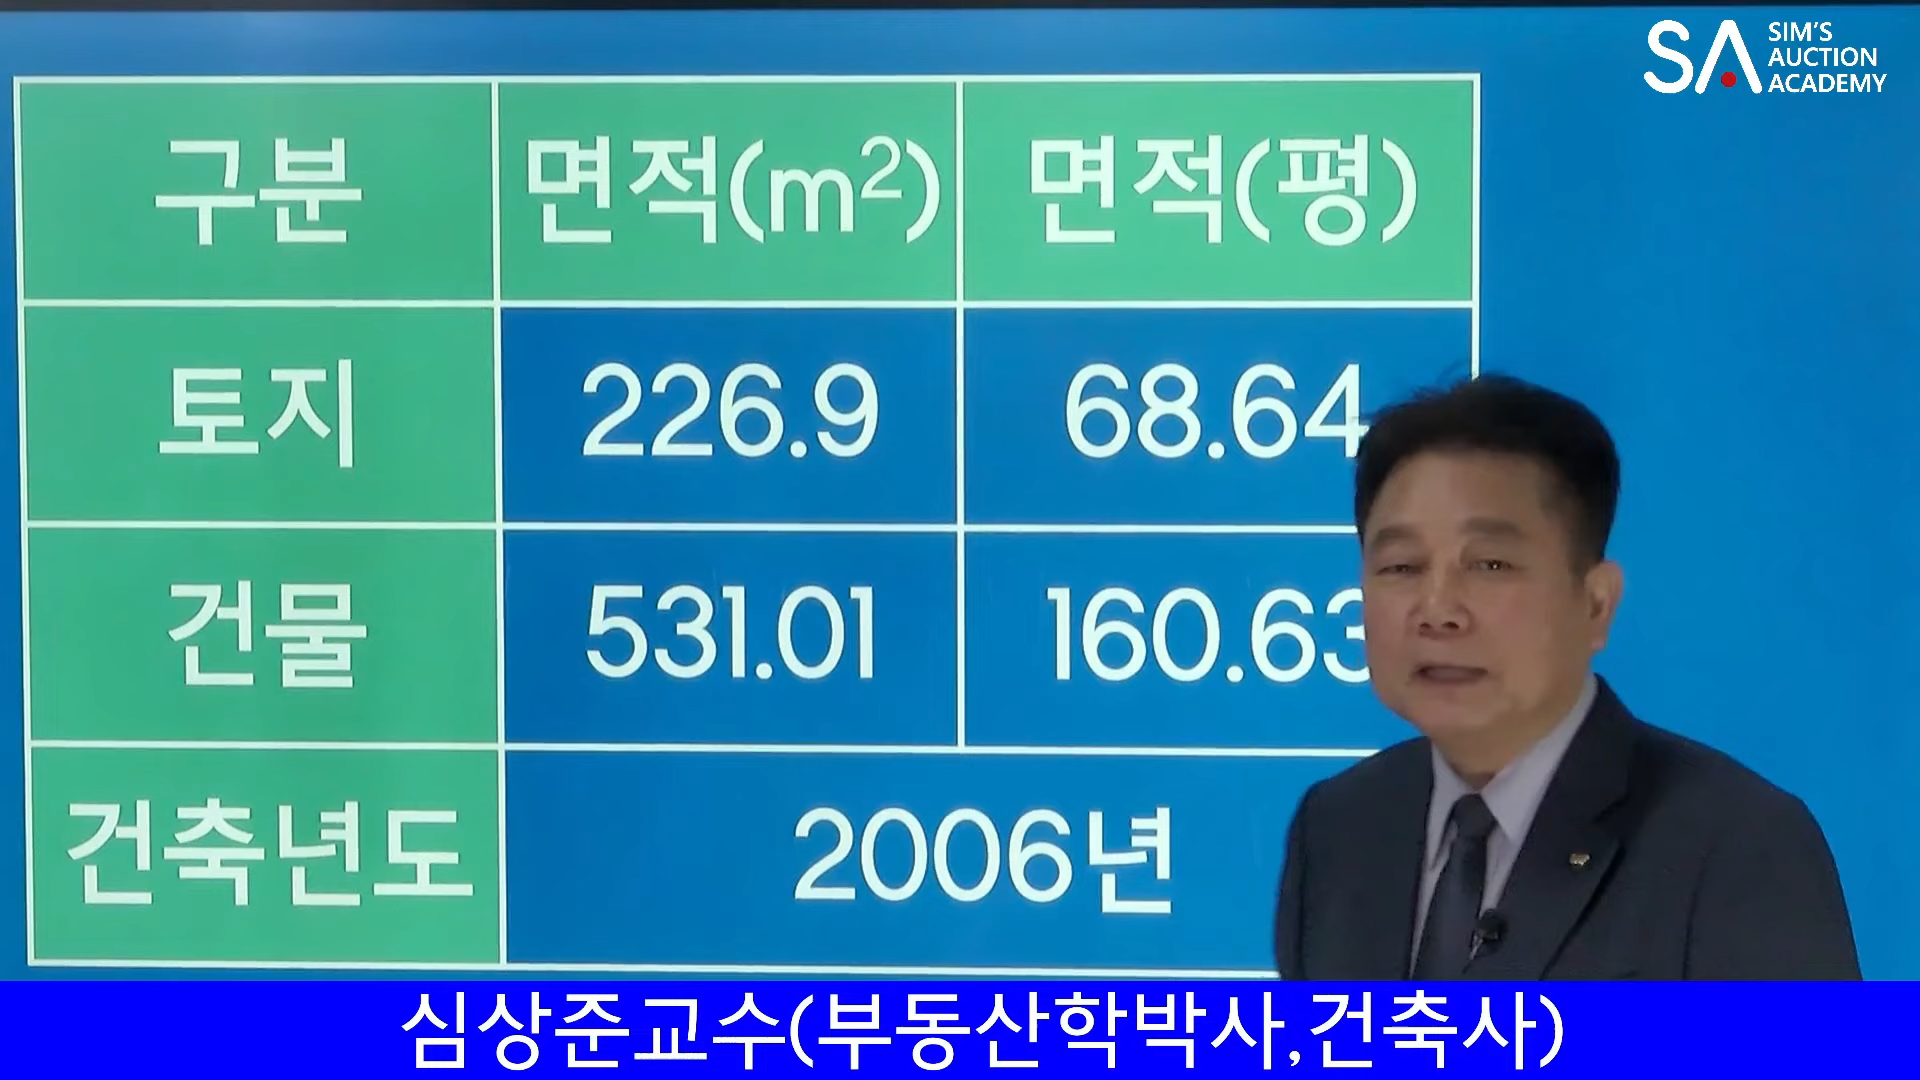 SA SIM'S
AUCTION
ACADEMY
구분 면적(m²) 면적(평)
토지 226.9 68.64
건물 531.01 160.63
건축년도 2006년
심상준교수(부동산학박사,건축사)